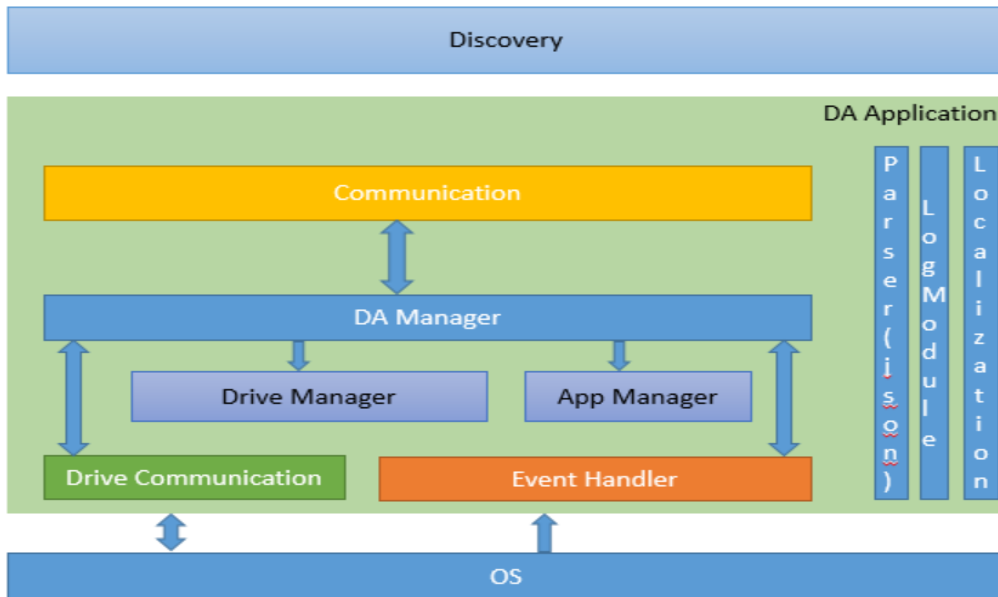 Discovery
DA Application
Communication
DA Manager
Drive Manager
App Manager
Drive Communication
Event Handler
Parser(json)
LogModule
Localization
OS